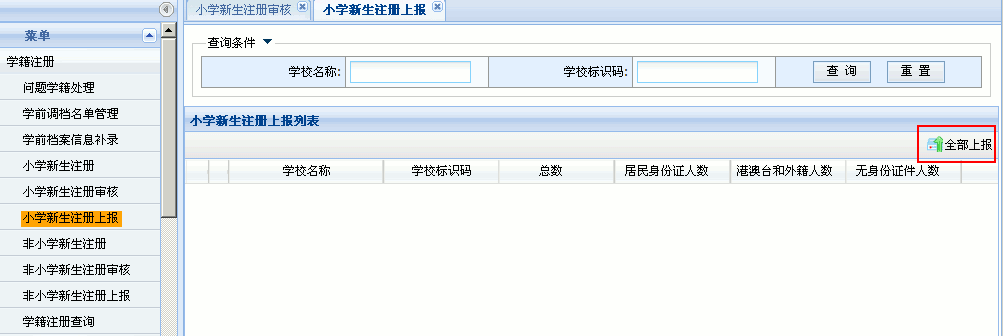 小学新生注册审核 小学新生注册上报
菜单
查询条件
学校名称: 学校标识码: 查 询 重 置
学籍注册
问题学籍处理
学前调档名单管理
学前档案信息补录
小学新生注册
小学新生注册审核
小学新生注册上报
非小学新生注册
非小学新生注册审核
非小学新生注册上报
学籍注册查询
小学新生注册上报列表
全部上报
学校名称 学校标识码 总数 居民身份证人数 港澳台和外籍人数 无身份证件人数